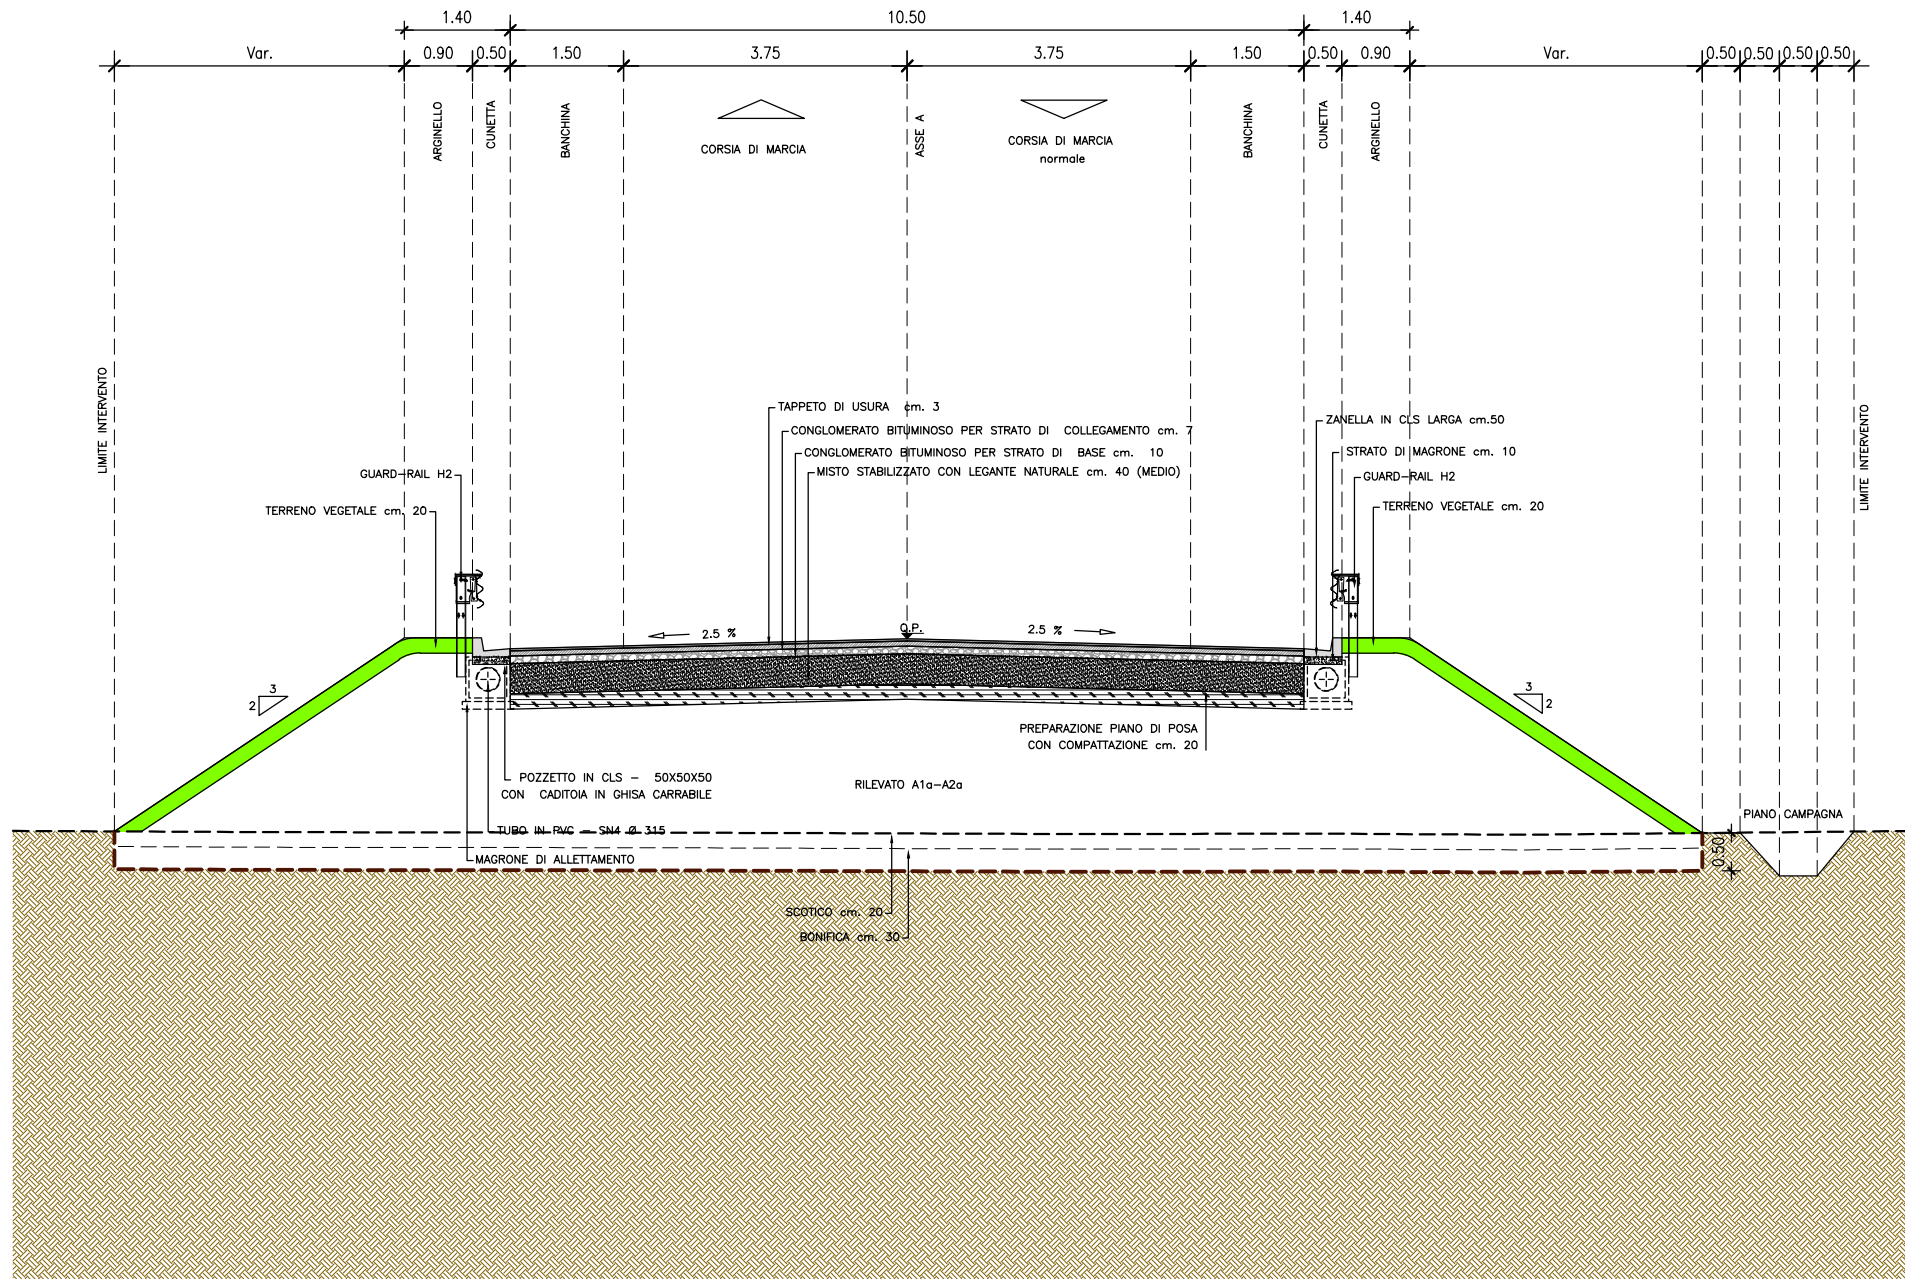 1.40 10.50 1.40
Var. 0.90 0.50 1.50 3.75 3.75 1.50 0.50 0.90 Var. 0.50 0.50 0.50 0.50
ARGINELLO
CUNETTA
BANCHINA
CORSIA DI MARCIA
ASSE A
CORSIA DI MARCIA
normale
BANCHINA
CUNETTA
ARGINELLO
LIMITE INTERVENTO
LIMITE INTERVENTO
TAPPETO DI USURA cm. 3
CONGLOMERATO BITUMINOSO PER STRATO DI COLLEGAMENTO cm. 7
CONGLOMERATO BITUMINOSO PER STRATO DI BASE cm. 10
MISTO STABILIZZATO CON LEGANTE NATURALE cm. 40 (MEDIO)
ZANELLA IN CLS LARGA cm.50
STRATO DI MAGRONE cm. 10
GUARD-RAIL H2
GUARD-RAIL H2
TERRENO VEGETALE cm. 20
TERRENO VEGETALE cm. 20
2.5 %
Q.P.
2.5 %
3
2
3
2
PREPARAZIONE PIANO DI POSA
CON COMPATTAZIONE cm. 20
POZZETTO IN CLS - 50X50X50
CON CADITOIA IN GHISA CARRABILE
RILEVATO A1a-A2a
PIANO CAMPAGNA
TUBO IN PVC - SN4 Ø 315
MAGRONE DI ALLETTAMENTO
0.50
SCOTICO cm. 20
BONIFICA cm. 30